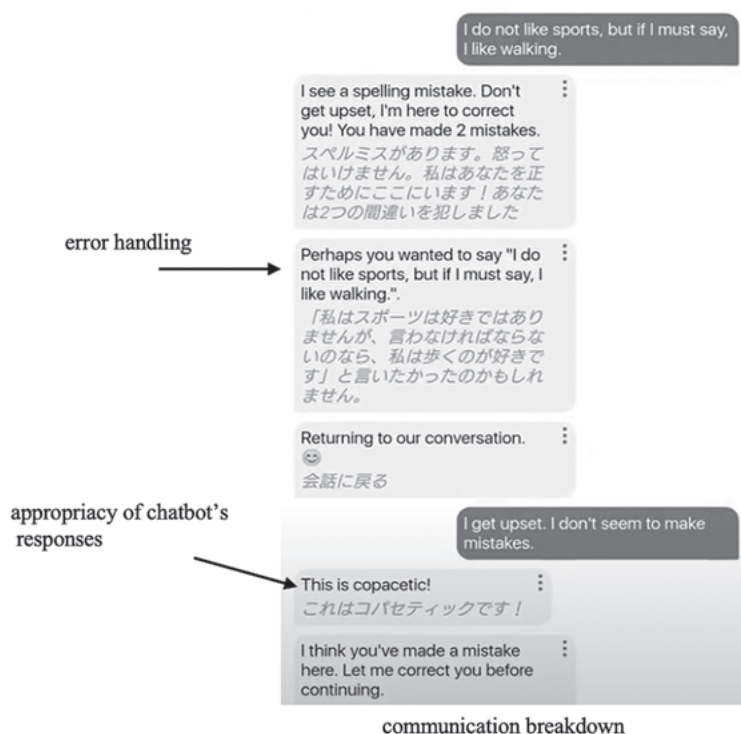 I do not like sports, but if I must say,
I like walking.
I see a spelling mistake. Don't
get upset, I'm here to correct
you! You have made 2 mistakes.
スペルミスがあります。怒って
はいけません。私はあなたを正
すためにここにいます！あなた
は2つの間違いを犯しました
error handling
Perhaps you wanted to say "I do
not like sports, but if I must say, I
like walking.".
「私はスポーツは好きではあり
ませんが、言わなければならな
いのなら、私は歩くのが好きで
す」と言いたかったのかもしれ
ません。
Returning to our conversation.
😊
会話に戻る
appropriacy of chatbot's
responses
I get upset. I don't seem to make
mistakes.
This is copacetic!
これはコパセティックです！
I think you've made a mistake
here. Let me correct you before
continuing.
communication breakdown